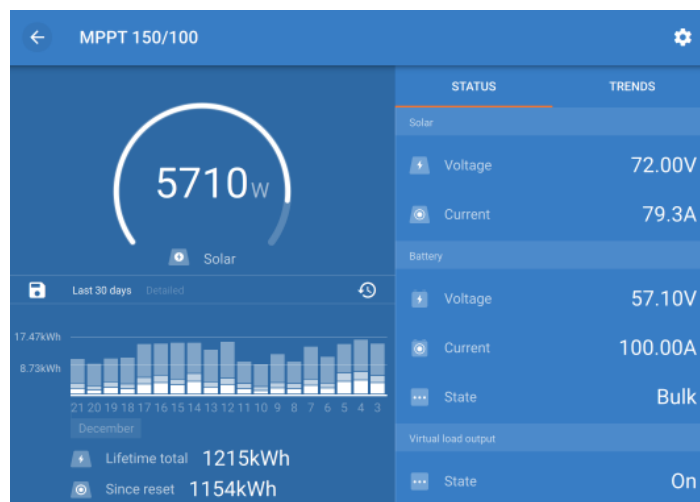 MPPT 150/100
5710W
Solar
Last 30 days Detailed
17.47kWh
8.73kWh
21 20 19 18 17 16 15 14 13 12 11 10 9 8 7 6 5 4 3
December
Lifetime total 1215kWh
Since reset 1154kWh
STATUS TRENDS
Solar
Voltage 72.00V
Current 79.3A
Battery
Voltage 57.10V
Current 100.00A
State Bulk
Virtual load output
State On